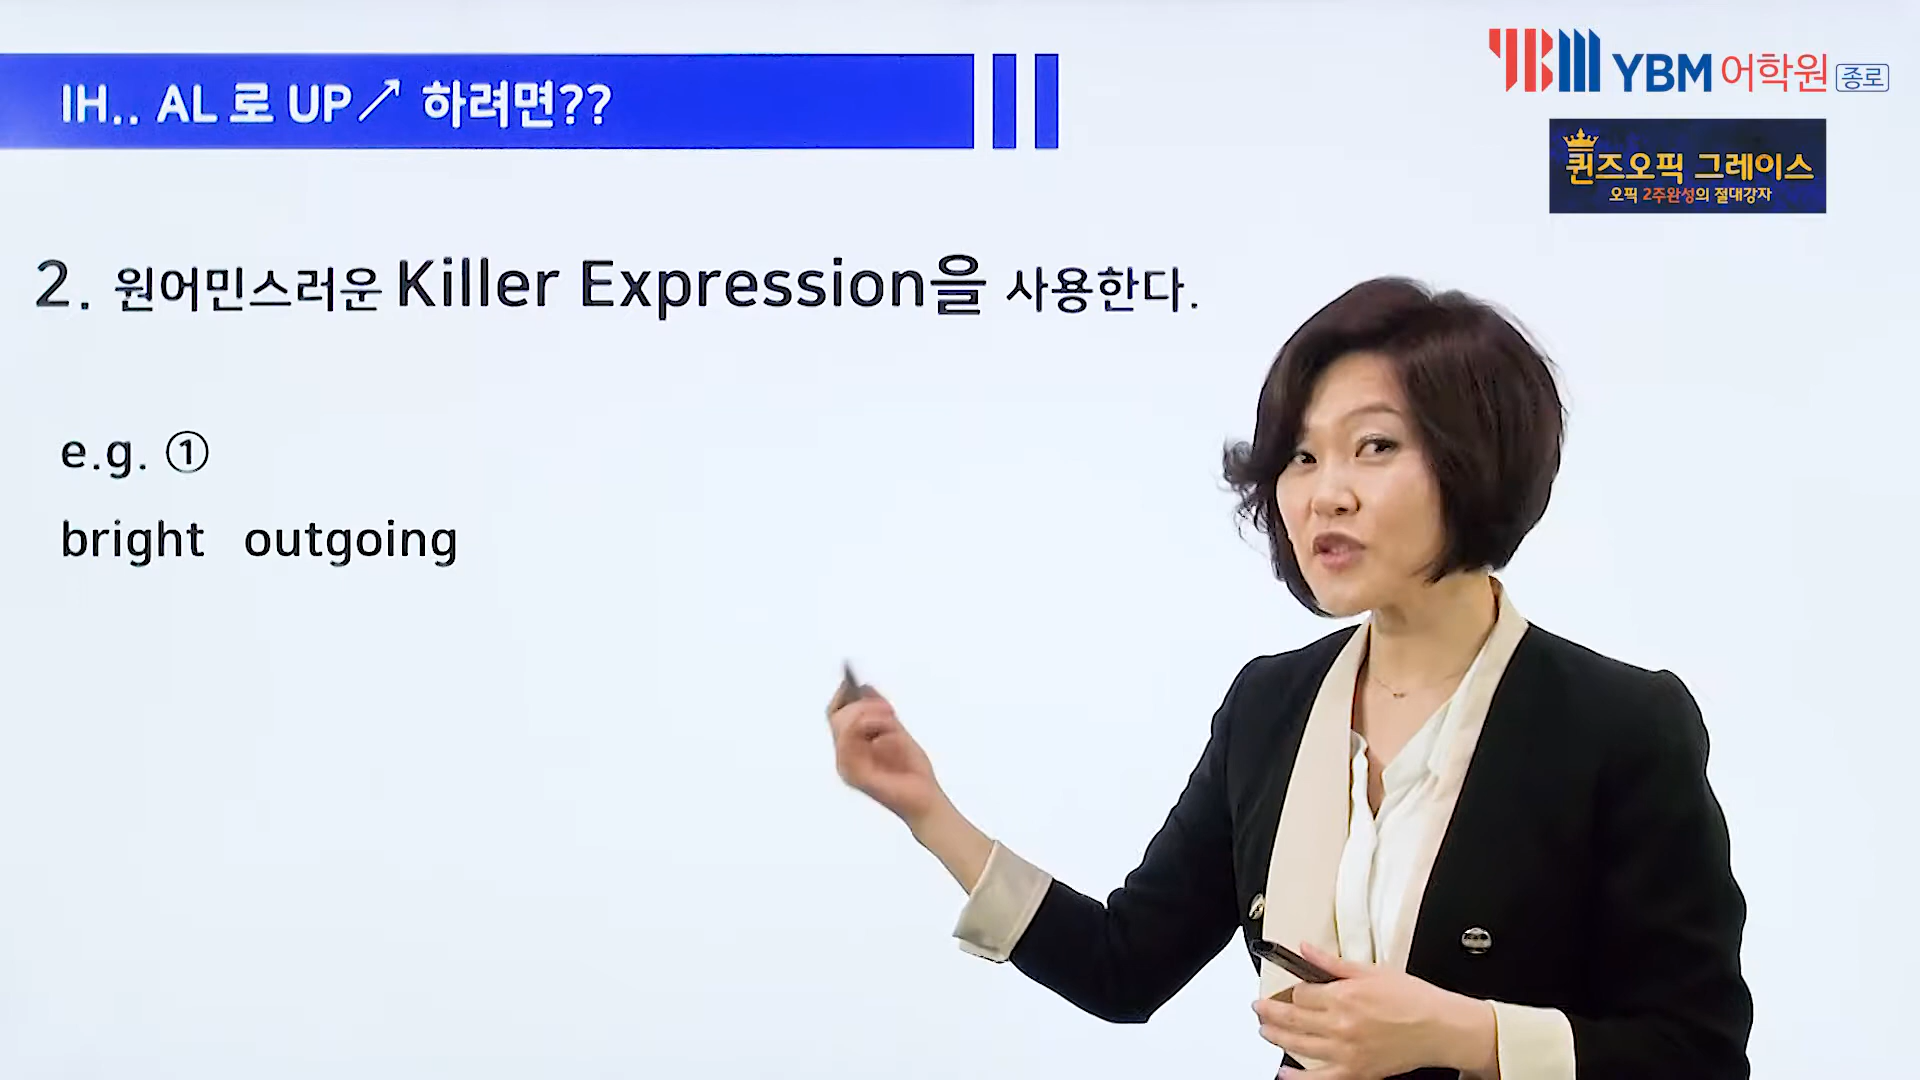 IH.. AL 로 UP↗ 하려면??
YBM YBM 어학원 종로
퀸즈오픽 그레이스
오픽 2주완성의 절대강자
2. 원어민스러운 Killer Expression을 사용한다.
e.g. ①
bright outgoing